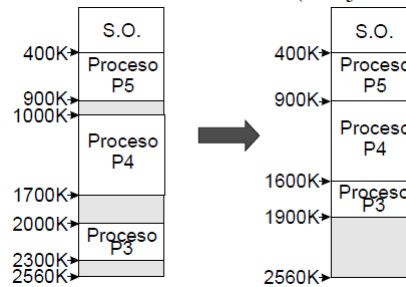 S.O.
400K
Proceso
P5
900K
1000K
Proceso
P4
1700K
2000K
Proceso
P3
2300K
2560K
S.O.
400K
Proceso
P5
900K
Proceso
P4
1600K
Proceso
P3
1900K
2560K